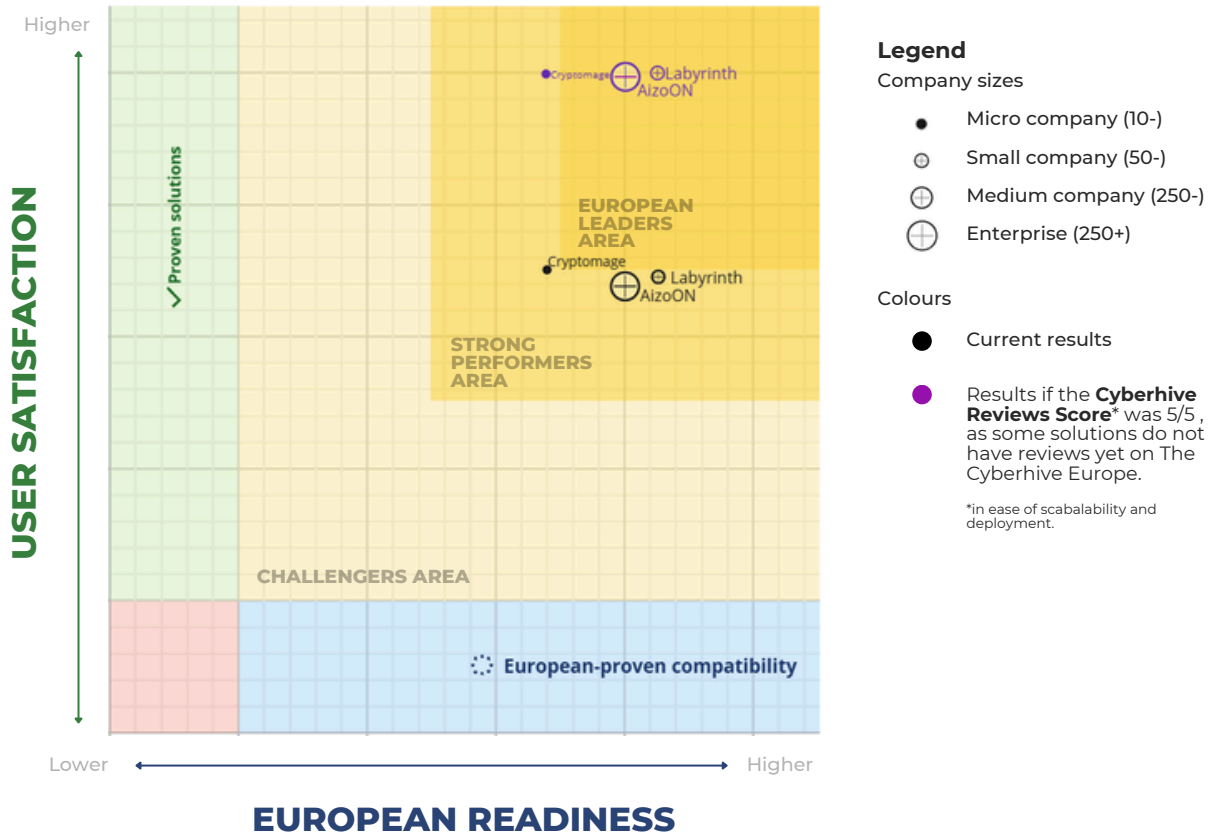 Higher
USER SATISFACTION
✓ Proven solutions
Cryptomage
Labyrinth
AizoON
EUROPEAN
LEADERS
AREA
Cryptomage
Labyrinth
AizoON
STRONG
PERFORMERS
AREA
CHALLENGERS AREA
European-proven compatibility
Lower
Higher
EUROPEAN READINESS
Legend
Company sizes
Micro company (10-)
Small company (50-)
Medium company (250-)
Enterprise (250+)
Colours
Current results
Results if the Cyberhive
Reviews Score* was 5/5 ,
as some solutions do not
have reviews yet on The
Cyberhive Europe.
*in ease of scabalability and
deployment.